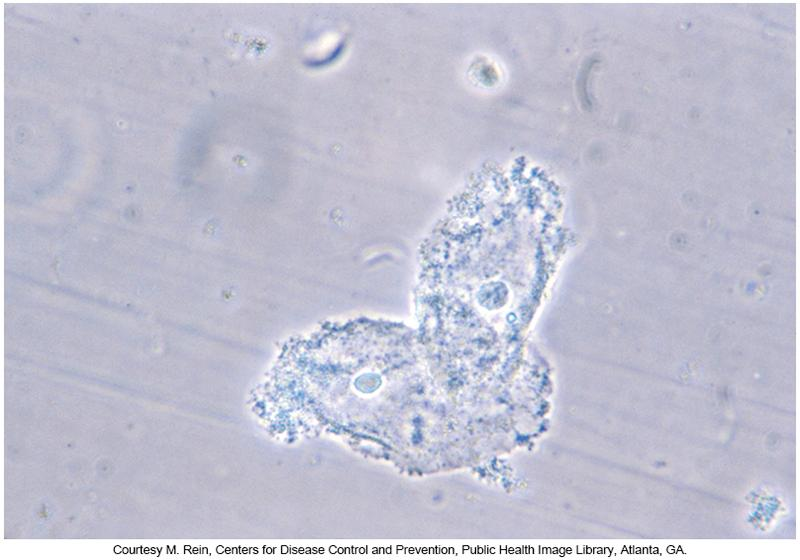 Courtesy M. Rein, Centers for Disease Control and Prevention, Public Health Image Library, Atlanta, GA.